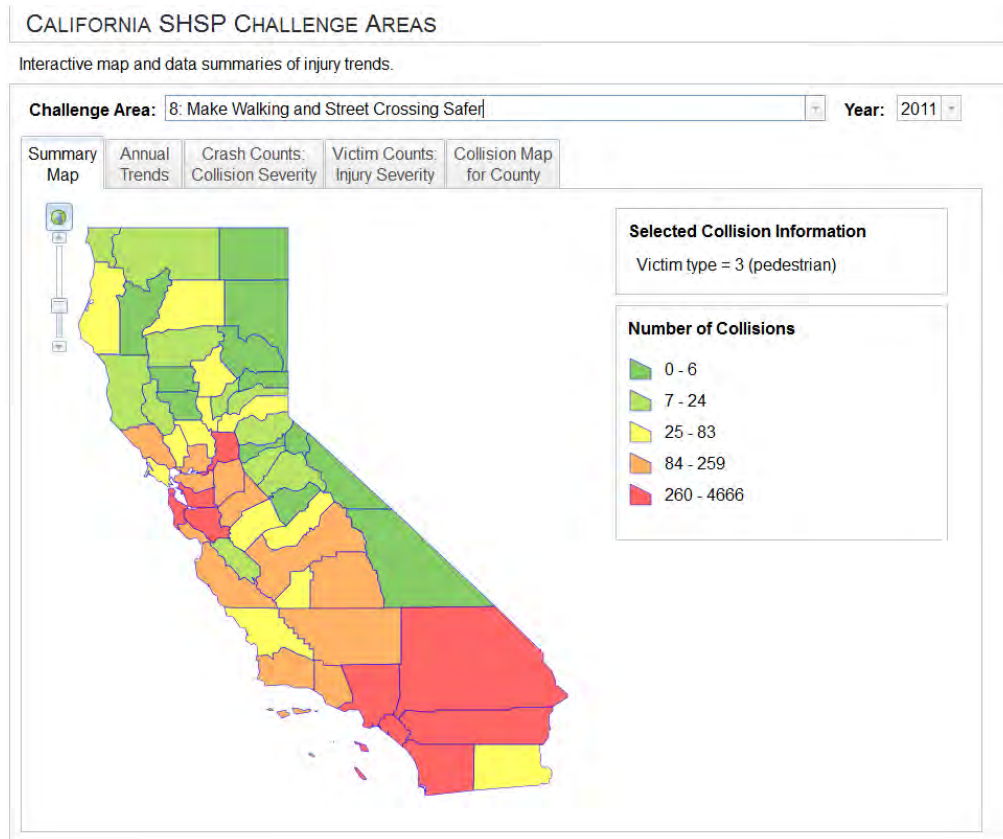 CALIFORNIA SHSP CHALLENGE AREAS
Interactive map and data summaries of injury trends.
Challenge Area: 8: Make Walking and Street Crossing Safer Year: 2011
Summary Map
Annual Trends
Crash Counts: Collision Severity
Victim Counts: Injury Severity
Collision Map for County
Selected Collision Information
Victim type = 3 (pedestrian)
Number of Collisions
0 - 6
7 - 24
25 - 83
84 - 259
260 - 4666